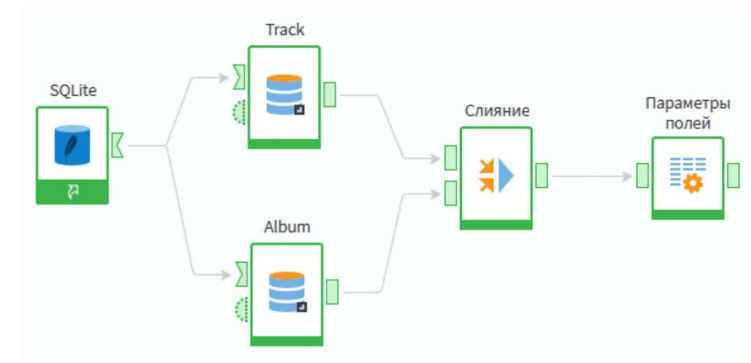 Track
SQLite
Слияние
Параметры
полей
Album